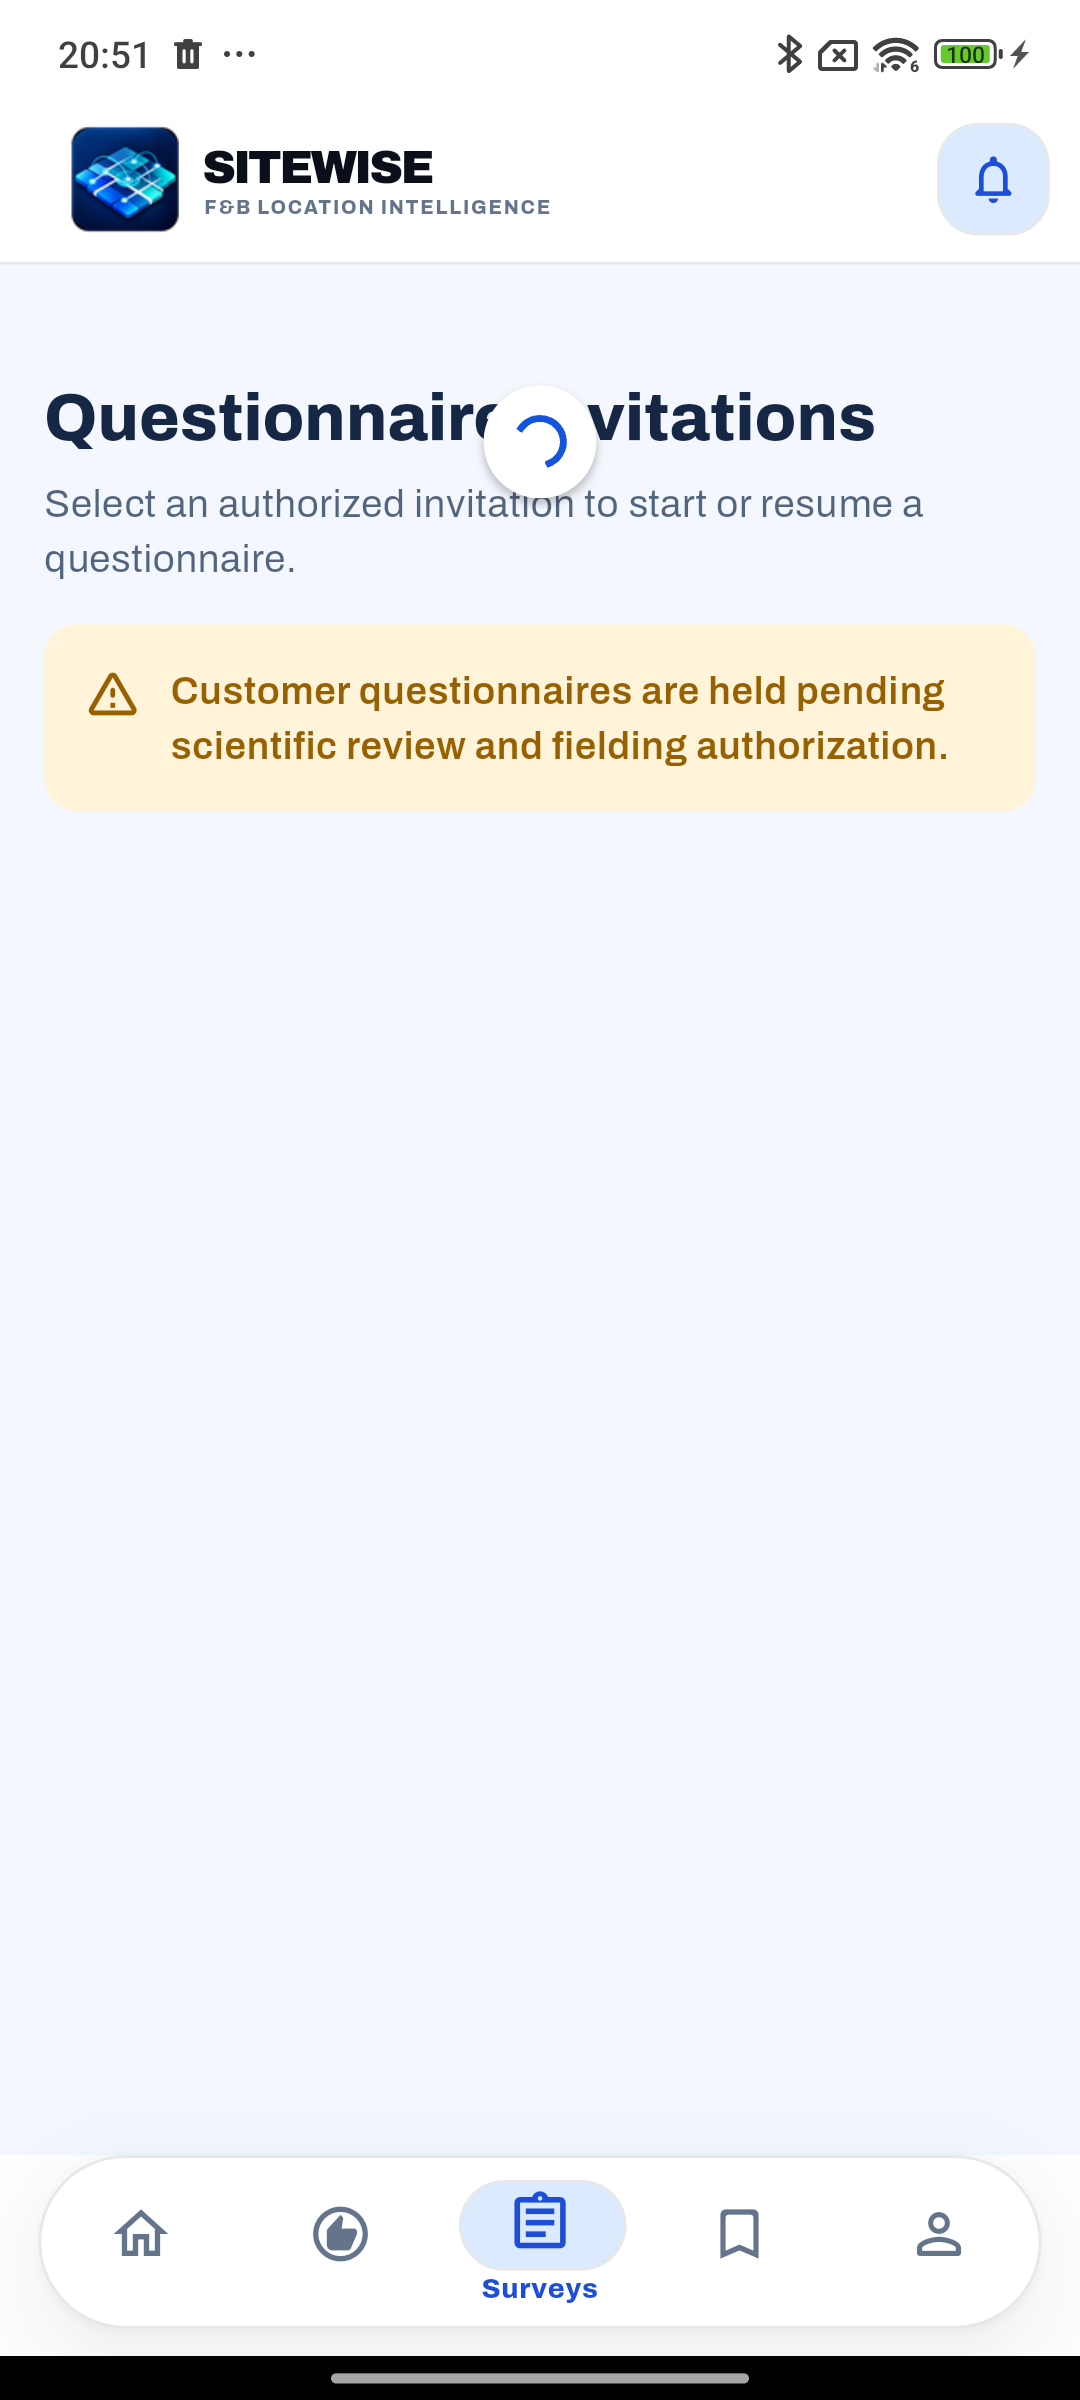 20:51
6
100
SITEWISE
F&B LOCATION INTELLIGENCE
Questionnaire vitations
Select an authorized invitation to start or resume a
questionnaire.
Customer questionnaires are held pending
scientific review and fielding authorization.
Surveys